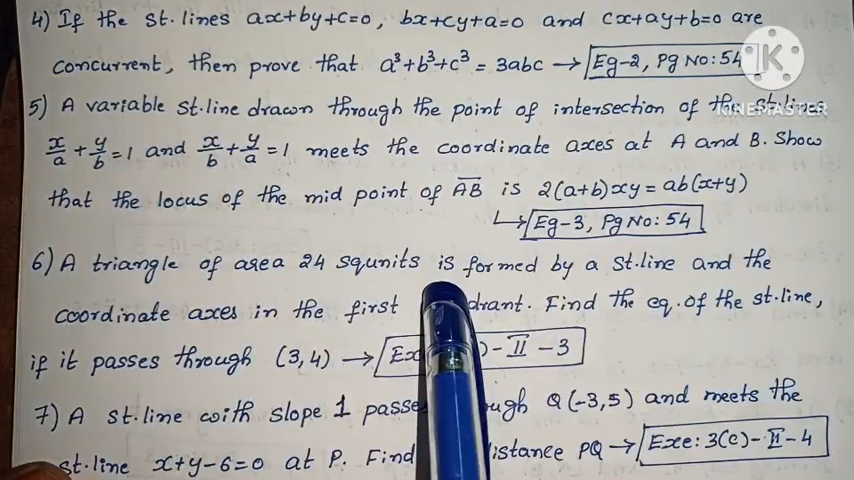 4) If the st.lines ax+by+c=0, bx+cy+a=0 and cx+ay+b=0 are
concurrent, then prove that a³+b³+c³ = 3abc → Eg-2, Pg No: 54
KINEMASTER
5) A variable st.line drawn through the point of intersection of the st.lines
x/a + y/b = 1 and x/b + y/a = 1 meets the coordinate axes at A and B. Show
that the locus of the mid point of AB is 2(a+b)xy = ab(x+y)
↳ Eg-3, Pg No: 54
6) A triangle of area 24 squnits is formed by a st.line and the
coordinate axes in the first drant. Find the eq. of the st.line,
if it passes through (3,4) → )-II-3
7) A st.line with slope 1 Q(-3,5) and meets the
st.line x+y-6=0 at P. Find distance PQ → Exe: 3(c)-II-4